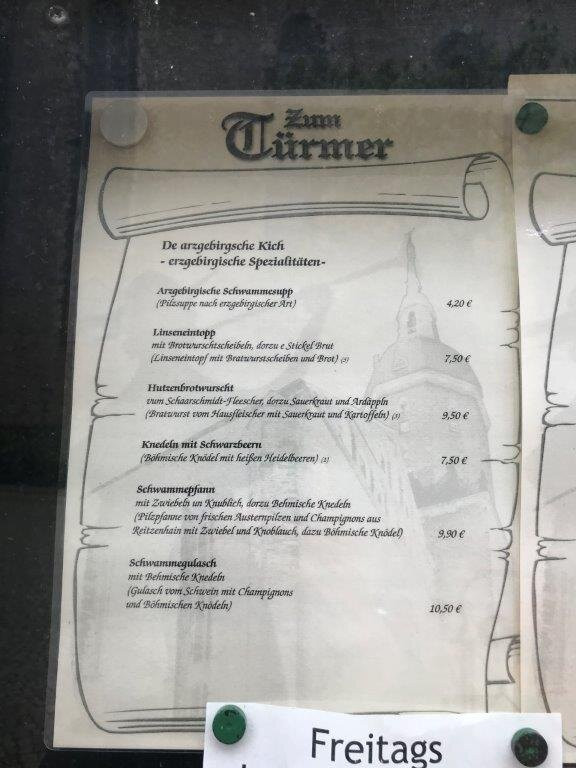 Zum
Türmer
De arzgebirgsche Kich
- erzgebirgische Spezialitäten-
Arzgebirgische Schwammesupp
(Pilzsuppe nach erzgebirgischer Art) 4,20 €
Linseneintopp
mit Brotwurschtscheibeln, dorzu e Stickel Brut
(Linseneintopf mit Bratwurstscheiben und Brot) (3) 7,50 €
Hutzenbrotwurscht
vum Schaarschmidt-Fleescher, dorzu Sauerkraut und Ardäppln
(Bratwurst vom Hausfleischer mit Sauerkraut und Kartoffeln) (3) 9,50 €
Knedeln mit Schwarzbeern
(Böhmische Knödel mit heißen Heidelbeeren) (3) 7,50 €
Schwammepfann
mit Zwiebeln un Knublich, dorzu Behmische Knedeln
(Pilzpfanne von frischen Austernpilzen und Champignons aus
Reitzenhain mit Zwiebel und Knoblauch, dazu Böhmische Knödel) 9,90 €
Schwammegulasch
mit Behmische Knedeln
(Gulasch vom Schwein mit Champignons
und Böhmischen Knödeln) 10,50 €
Freitags